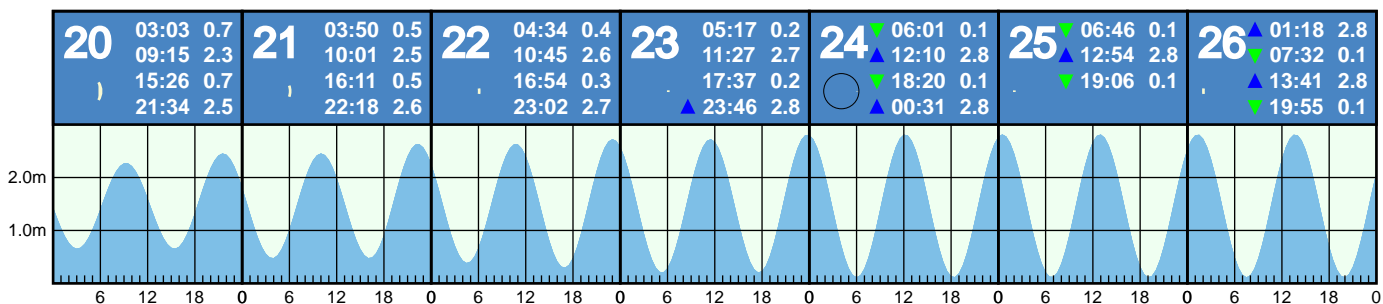 20
03:03 0.7
09:15 2.3
15:26 0.7
21:34 2.5
21
03:50 0.5
10:01 2.5
16:11 0.5
22:18 2.6
22
04:34 0.4
10:45 2.6
16:54 0.3
23:02 2.7
23
05:17 0.2
11:27 2.7
17:37 0.2
▲ 23:46 2.8
24
▼ 06:01 0.1
▲ 12:10 2.8
▼ 18:20 0.1
▲ 00:31 2.8
25
▼ 06:46 0.1
▲ 12:54 2.8
▼ 19:06 0.1
26
▲ 01:18 2.8
▼ 07:32 0.1
▲ 13:41 2.8
▼ 19:55 0.1
2.0m
1.0m
6 12 18 0 6 12 18 0 6 12 18 0 6 12 18 0 6 12 18 0 6 12 18 0 6 12 18 0